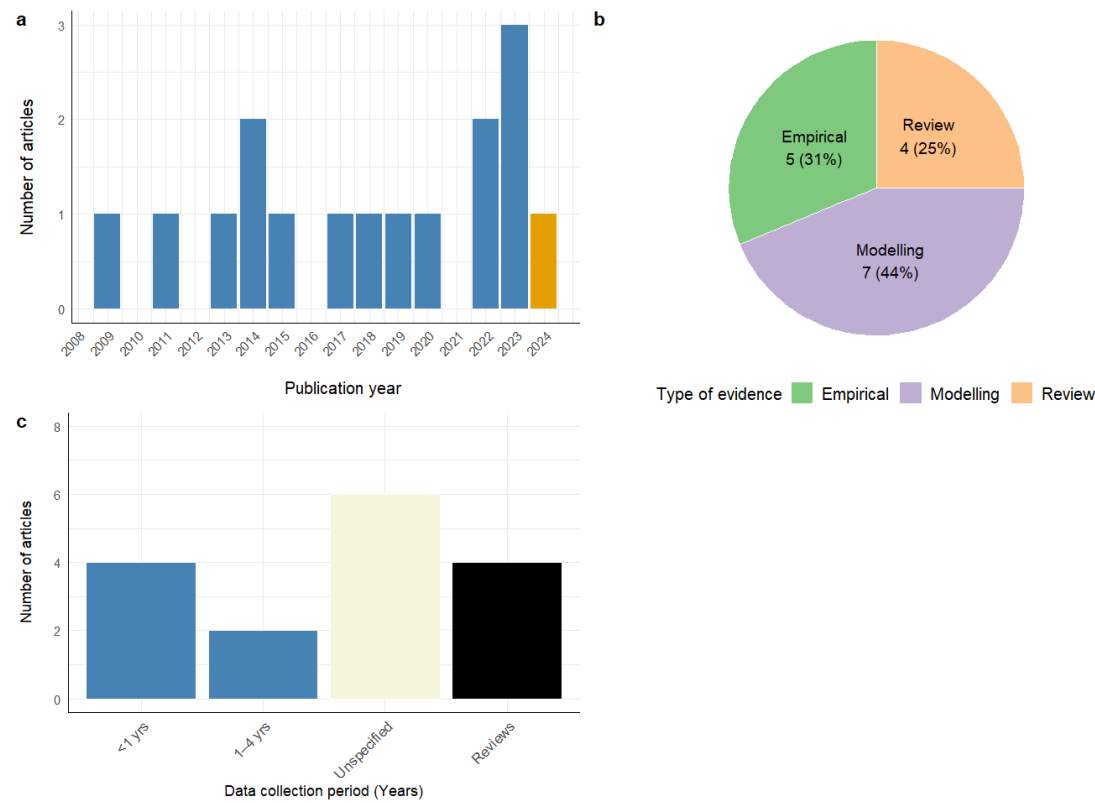 a
Number of articles
3
2
1
0
2008 2009 2010 2011 2012 2013 2014 2015 2016 2017 2018 2019 2020 2021 2022 2023 2024
Publication year
b
Empirical
5 (31%)
Review
4 (25%)
Modelling
7 (44%)
Type of evidence Empirical Modelling Review
c
Number of articles
8
6
4
2
0
<1 yrs 1–4 yrs Unspecified Reviews
Data collection period (Years)